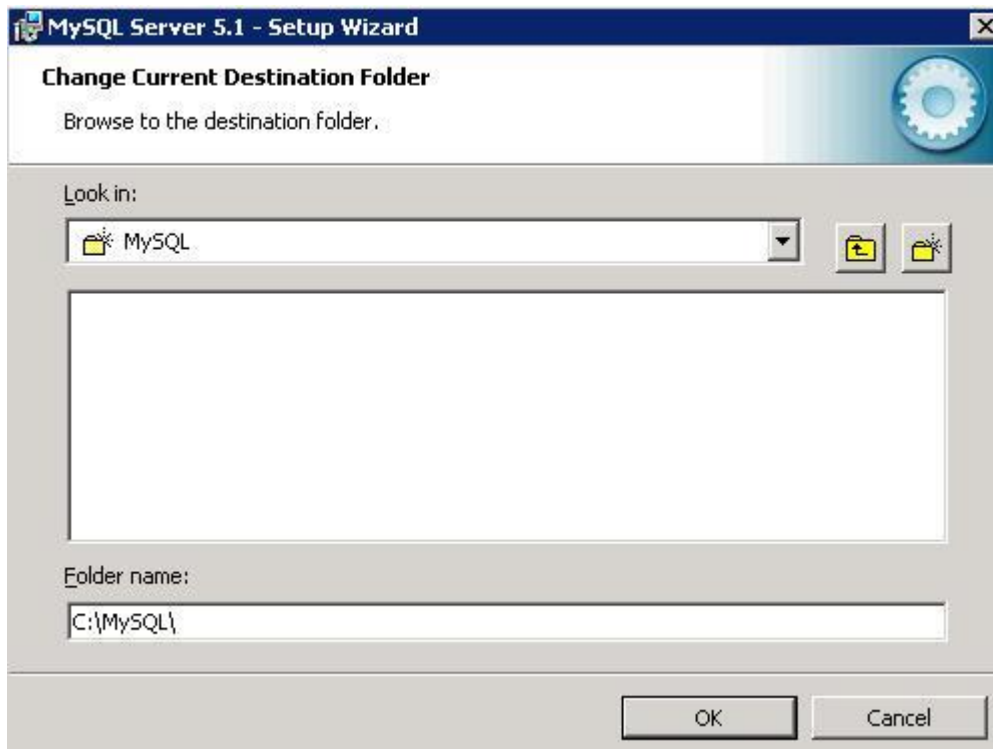 MySQL Server 5.1 - Setup Wizard
Change Current Destination Folder
Browse to the destination folder.
Look in:
MySQL
Folder name:
C:\MySQL\
OK
Cancel